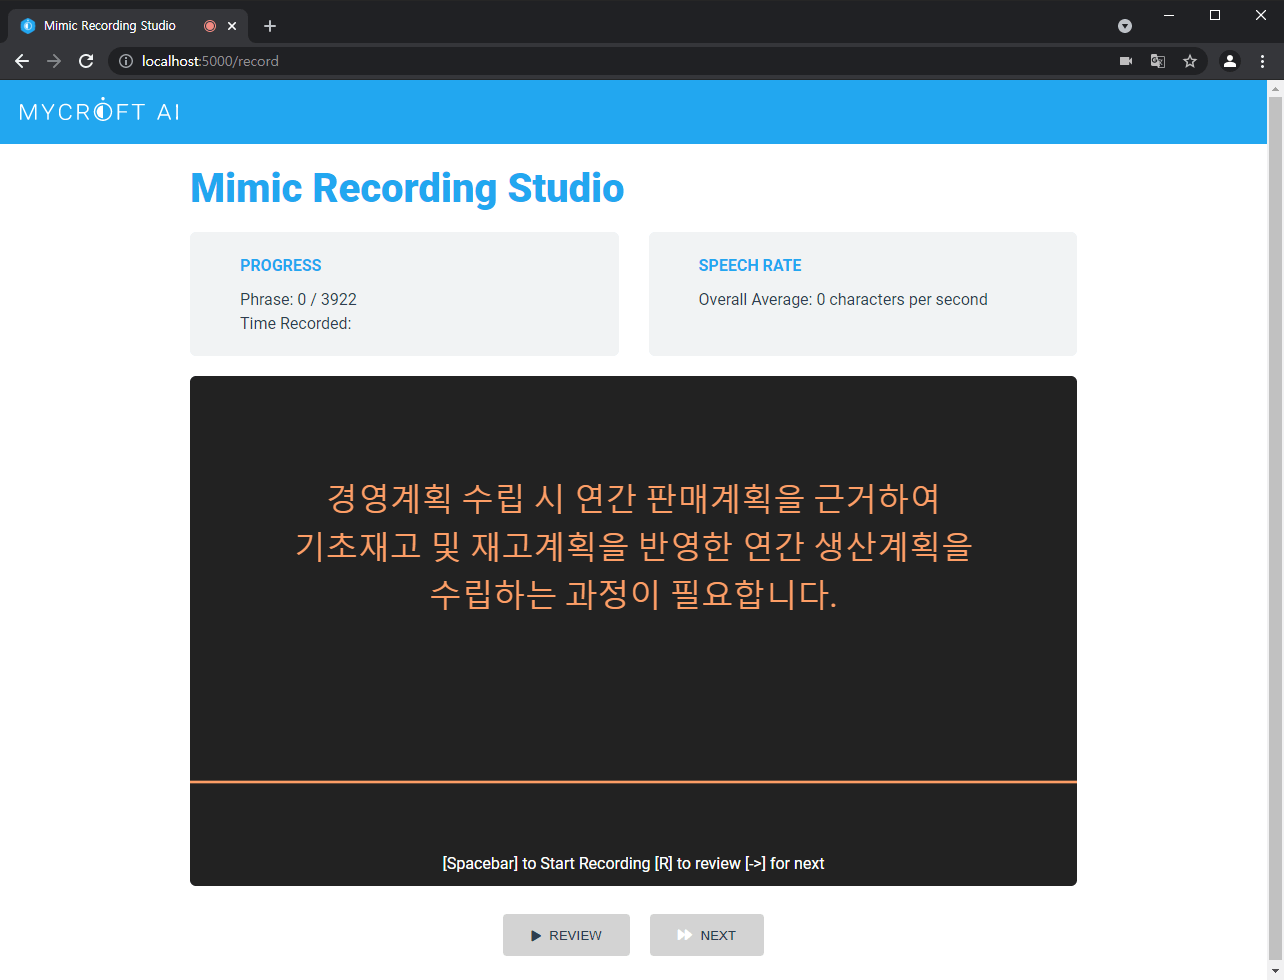 Mimic Recording Studio
localhost:5000/record
MYCROFT AI
Mimic Recording Studio
PROGRESS
Phrase: 0 / 3922
Time Recorded:
SPEECH RATE
Overall Average: 0 characters per second
경영계획 수립 시 연간 판매계획을 근거하여
기초재고 및 재고계획을 반영한 연간 생산계획을
수립하는 과정이 필요합니다.
[Spacebar] to Start Recording [R] to review [->] for next
REVIEW
NEXT